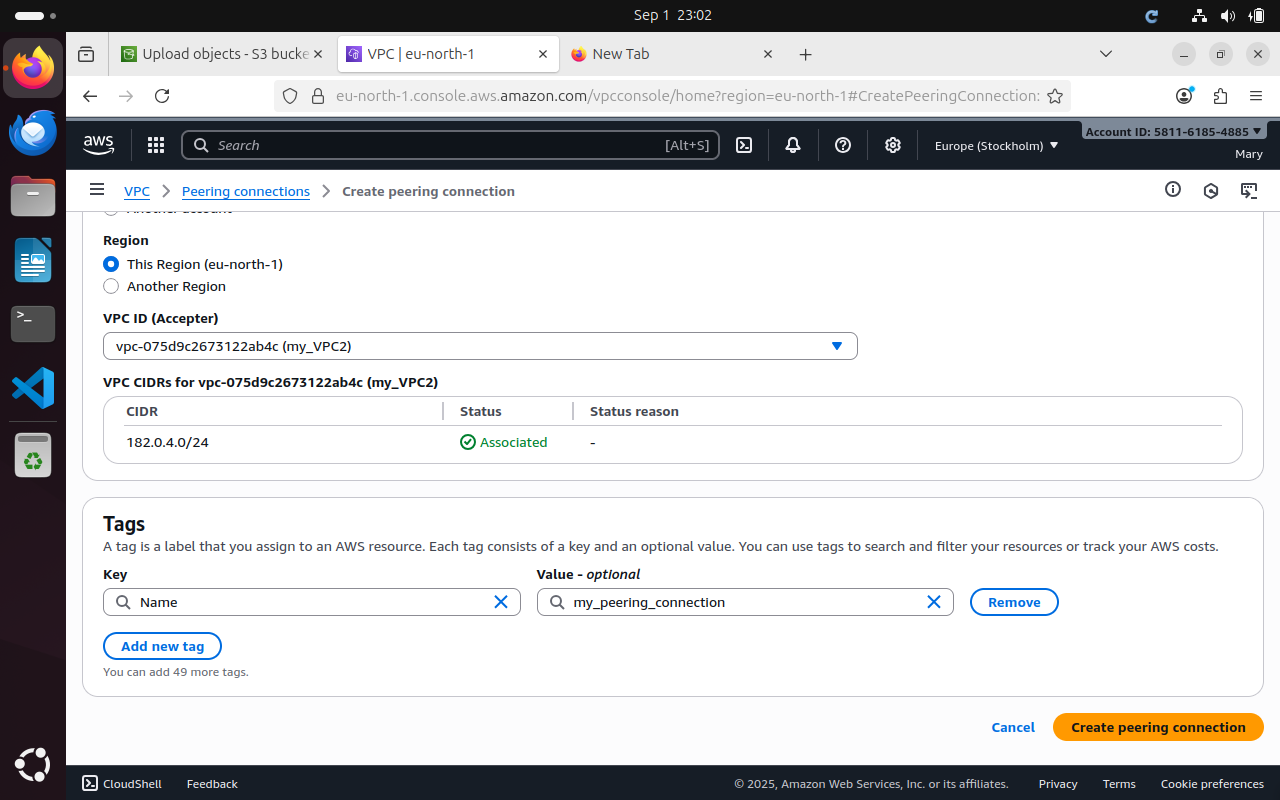 Sep 1 23:02
Upload objects - S3 bucke
VPC | eu-north-1
New Tab
eu-north-1.console.aws.amazon.com/vpcconsole/home?region=eu-north-1#CreatePeeringConnection:
aws
Search
[Alt+S]
Europe (Stockholm)
Account ID: 5811-6185-4885
Mary
VPC
Peering connections
Create peering connection
Another account
Region
This Region (eu-north-1)
Another Region
VPC ID (Accepter)
vpc-075d9c2673122ab4c (my_VPC2)
VPC CIDRs for vpc-075d9c2673122ab4c (my_VPC2)
CIDR Status Status reason
182.0.4.0/24 Associated -
Tags
A tag is a label that you assign to an AWS resource. Each tag consists of a key and an optional value. You can use tags to search and filter your resources or track your AWS costs.
Key Value - optional
Name my_peering_connection Remove
Add new tag
You can add 49 more tags.
Cancel Create peering connection
CloudShell Feedback © 2025, Amazon Web Services, Inc. or its affiliates. Privacy Terms Cookie preferences